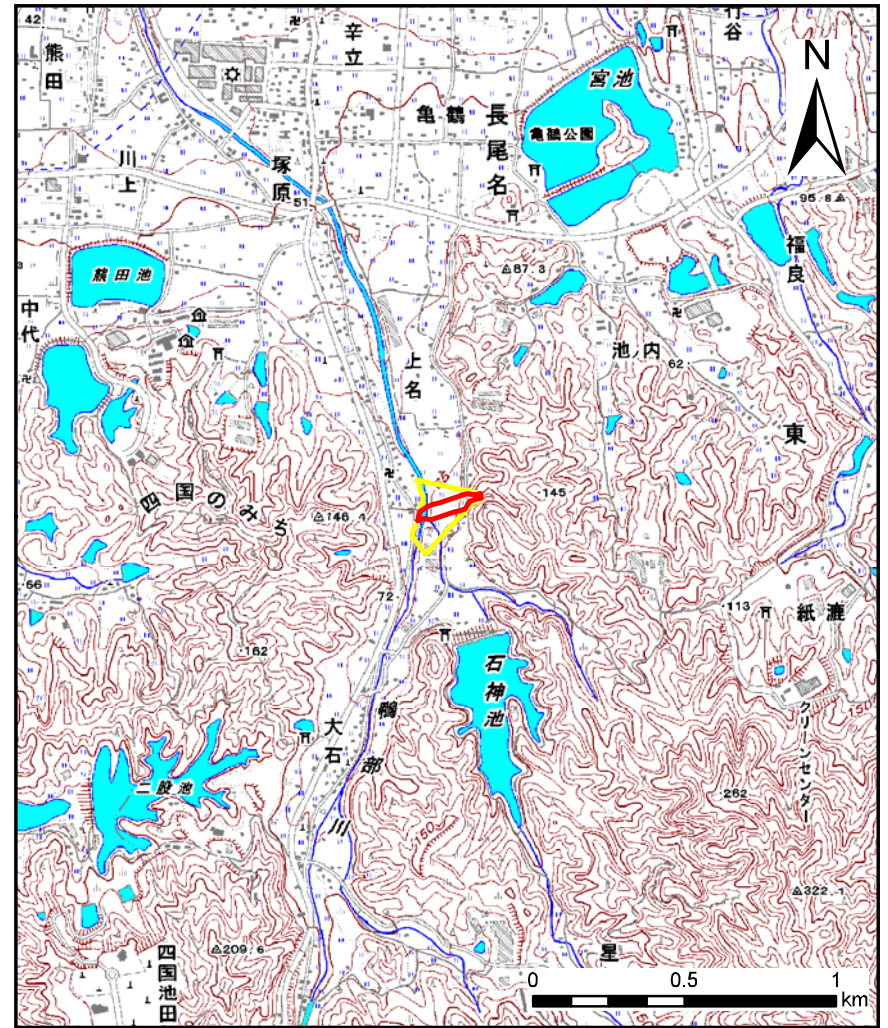 42
熊田
辛立
竹谷
N
宮池
亀鶴
長尾名
亀鶴公園
川上
塚原
51
95.8
福良
熊田池
87.3
中代
上名
池ノ内
62
東
四国のみち
146.4
145
66
72
113
紙漉
162
石神池
大石
鴨部川
クリーンセンター
150
二股池
262
150
322.1
209.6
四国池田
星
0 0.5 1
km